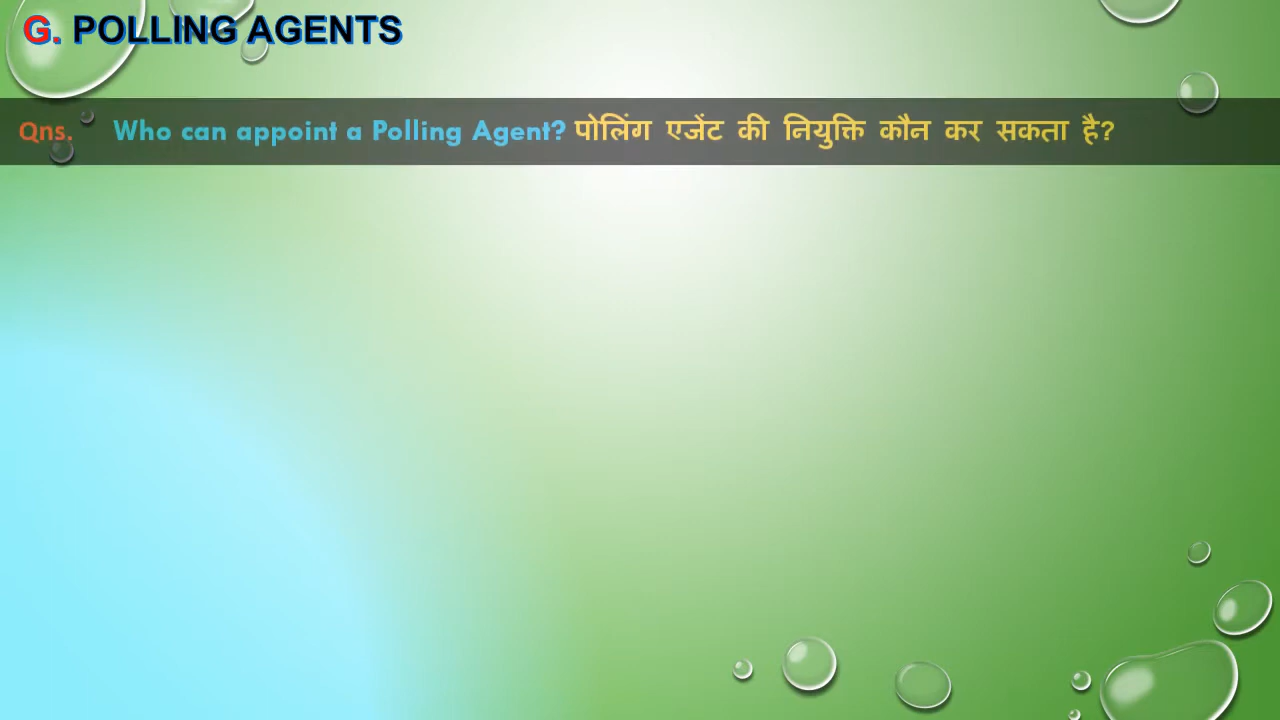 G. POLLING AGENTS
Qns. Who can appoint a Polling Agent? पोलिंग एजेंट की नियुक्ति कौन कर सकता है?